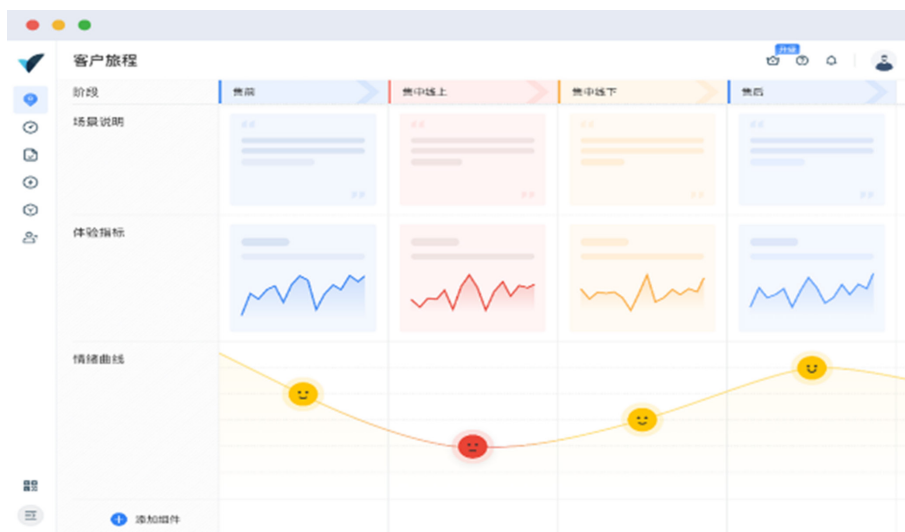 客户旅程
升级
阶段
售前
售中线上
售中线下
售后
场景说明
体验指标
情绪曲线
添加组件